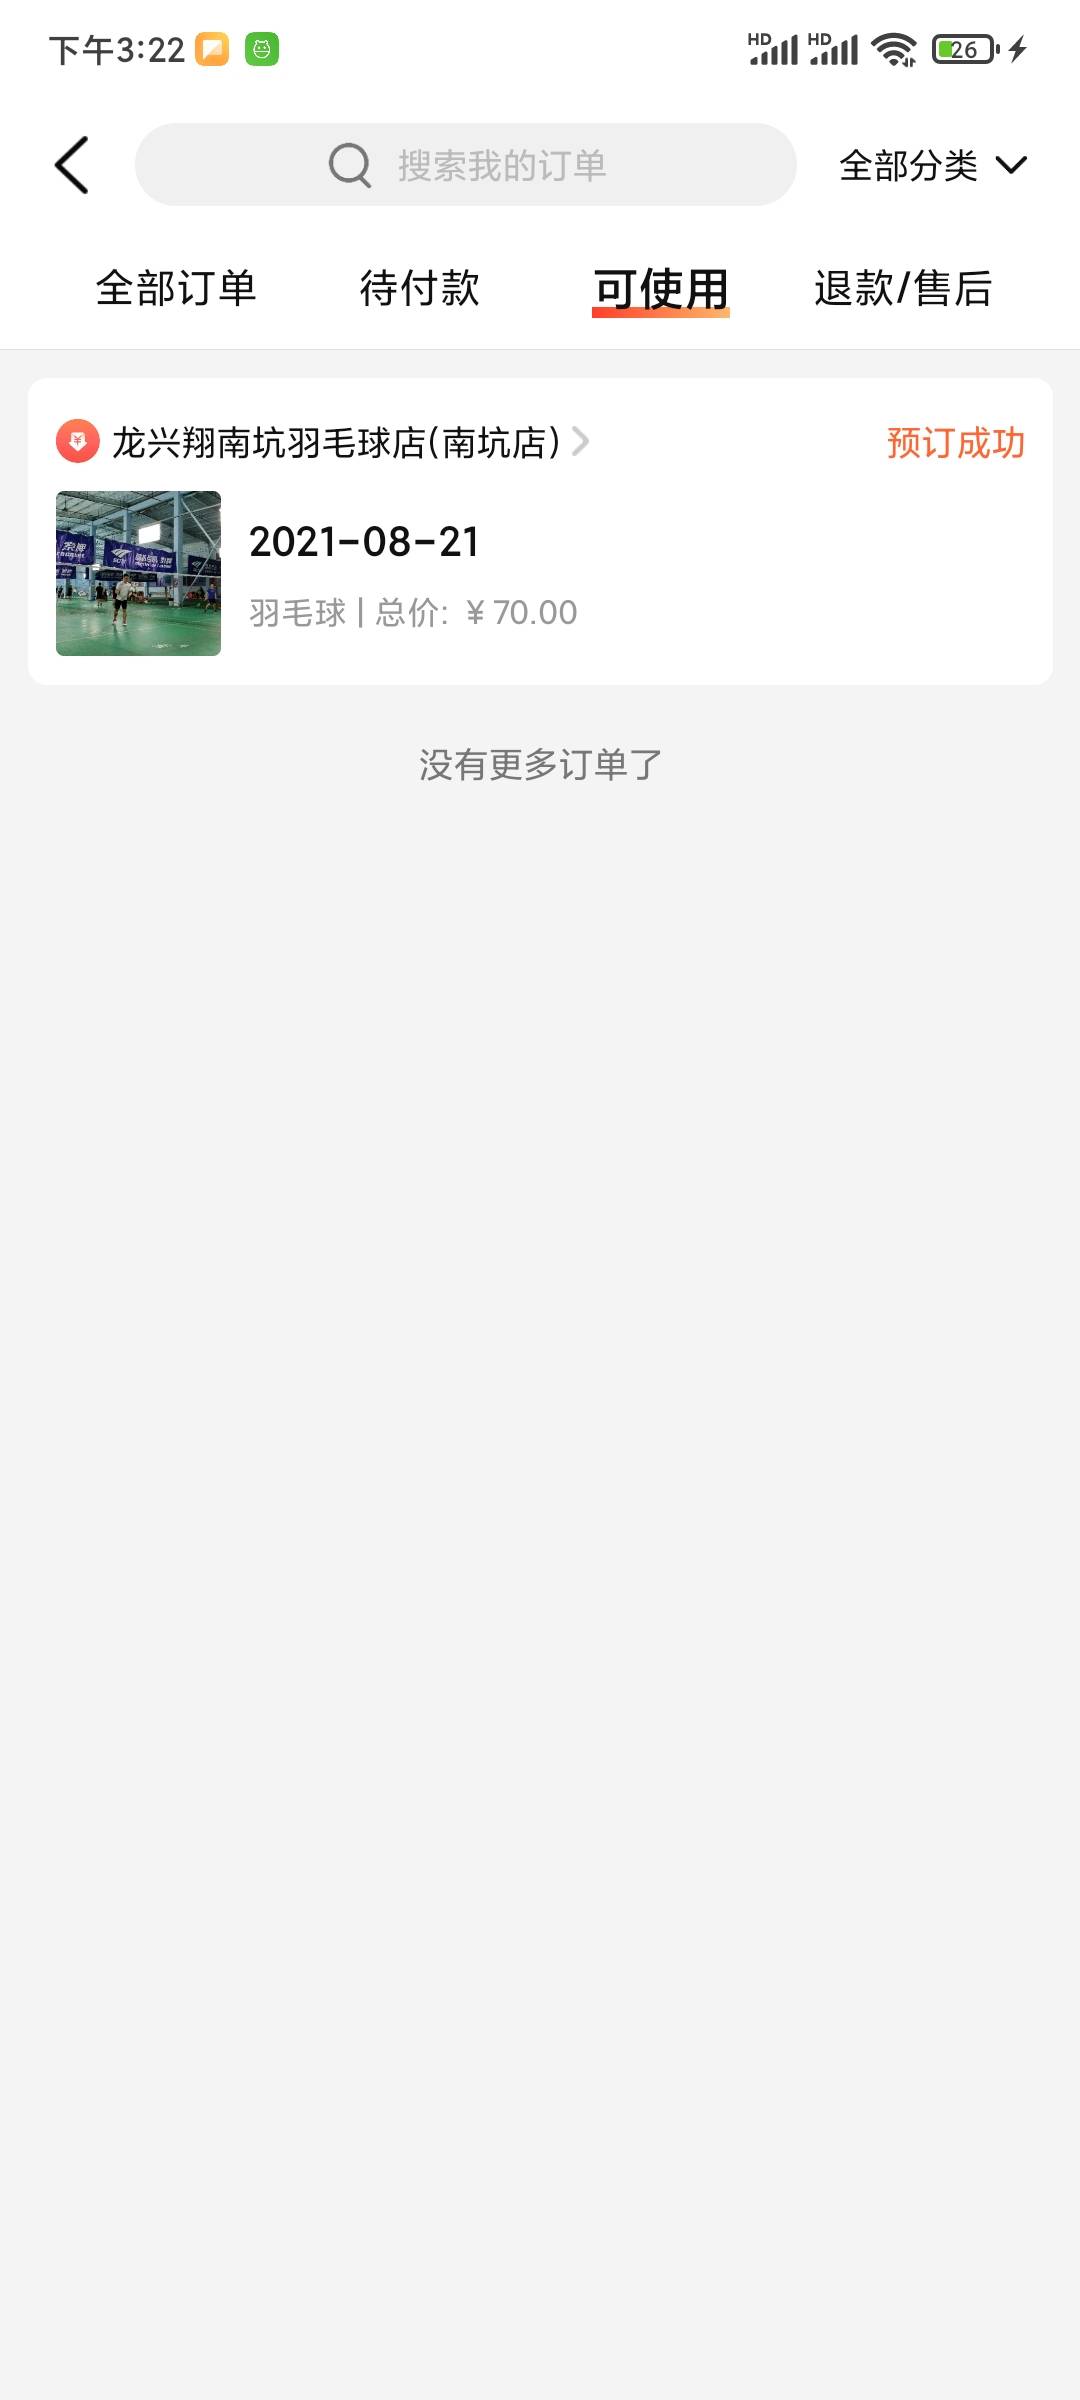 下午3:22
HD HD 26
搜索我的订单 全部分类
全部订单 待付款 可使用 退款/售后
龙兴翔南坑羽毛球店(南坑店) 预订成功
2021-08-21
羽毛球 | 总价: ¥70.00
没有更多订单了